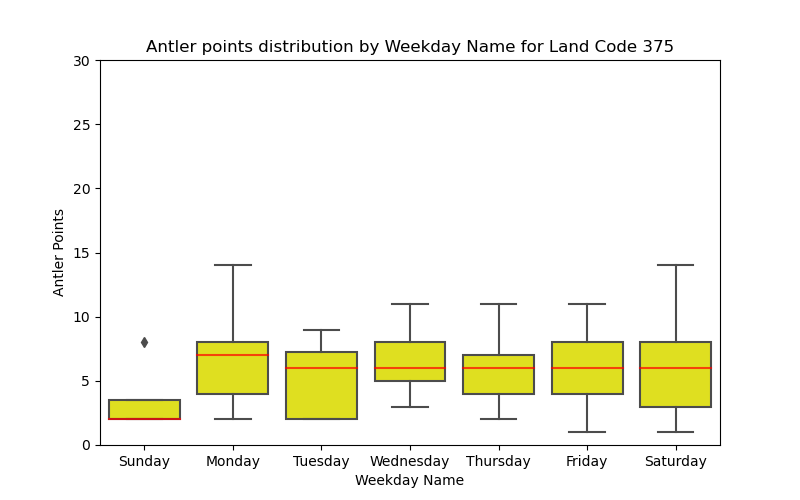 Antler points distribution by Weekday Name for Land Code 375
30
25
20
15
10
5
0
Antler Points
Sunday Monday Tuesday Wednesday Thursday Friday Saturday
Weekday Name